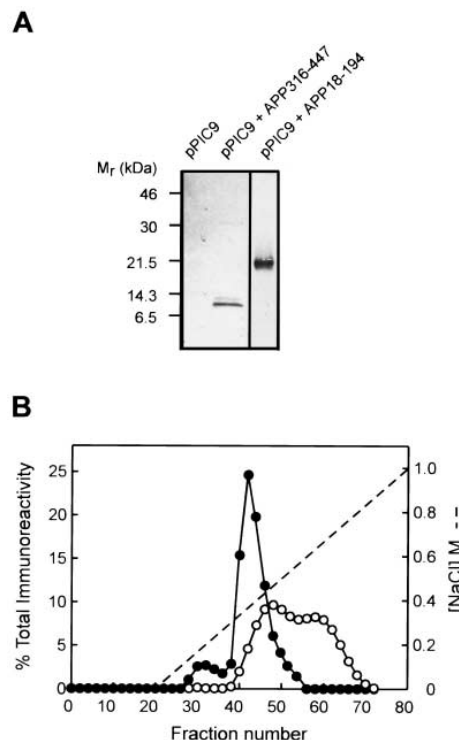 A
pPIC9
pPIC9 + APP316-447
pPIC9 + APP18-194
Mr (kDa)
46
30
21.5
14.3
6.5
B
% Total Immunoreactivity
25
20
15
10
5
0
1.0
0.8
0.6
0.4
0.2
0
[NaCl] M - -
0 20 20 30 40 50 60 70 80
Fraction number